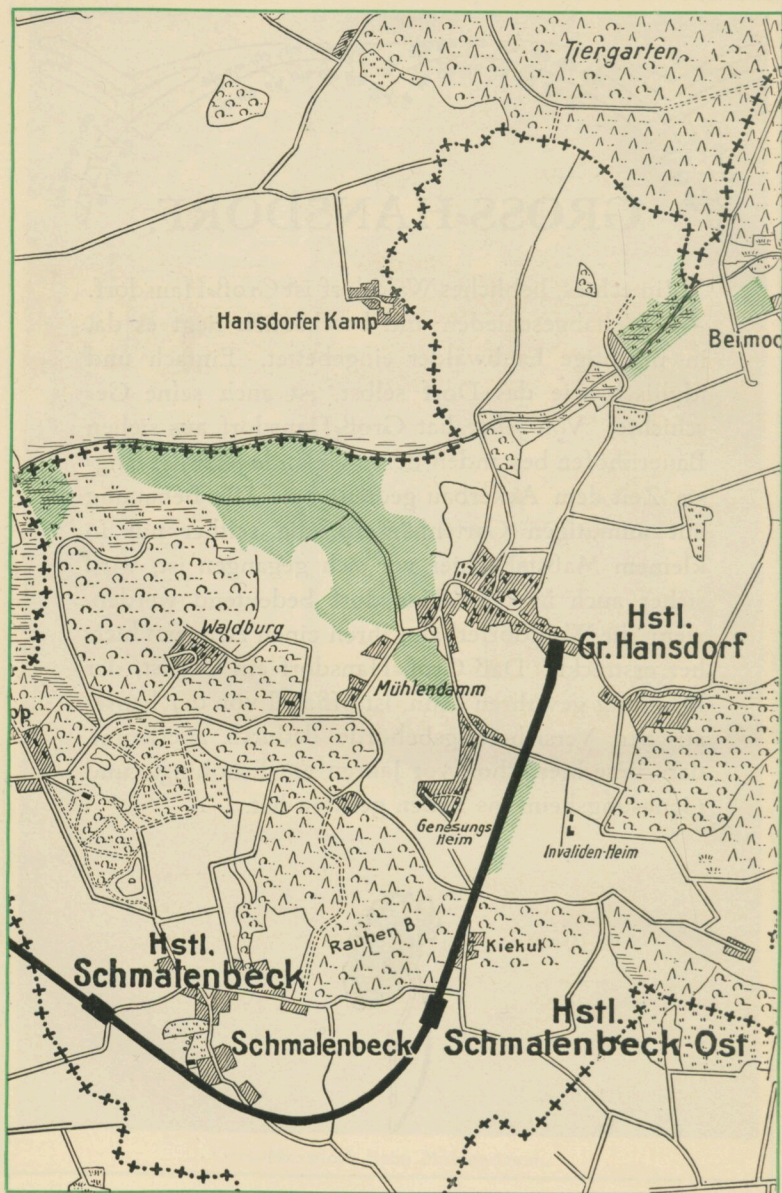 Tiergarten
Hansdorfer Kamp
Beimoo
Waldburg
Hstl.
Gr. Hansdorf
Mühlendamm
Genesungs
Heim
Invaliden-Heim
Rauhen B
Kiekut
Hstl.
Schmalenbeck
Schmalenbeck
Hstl.
Schmalenbeck-Ost